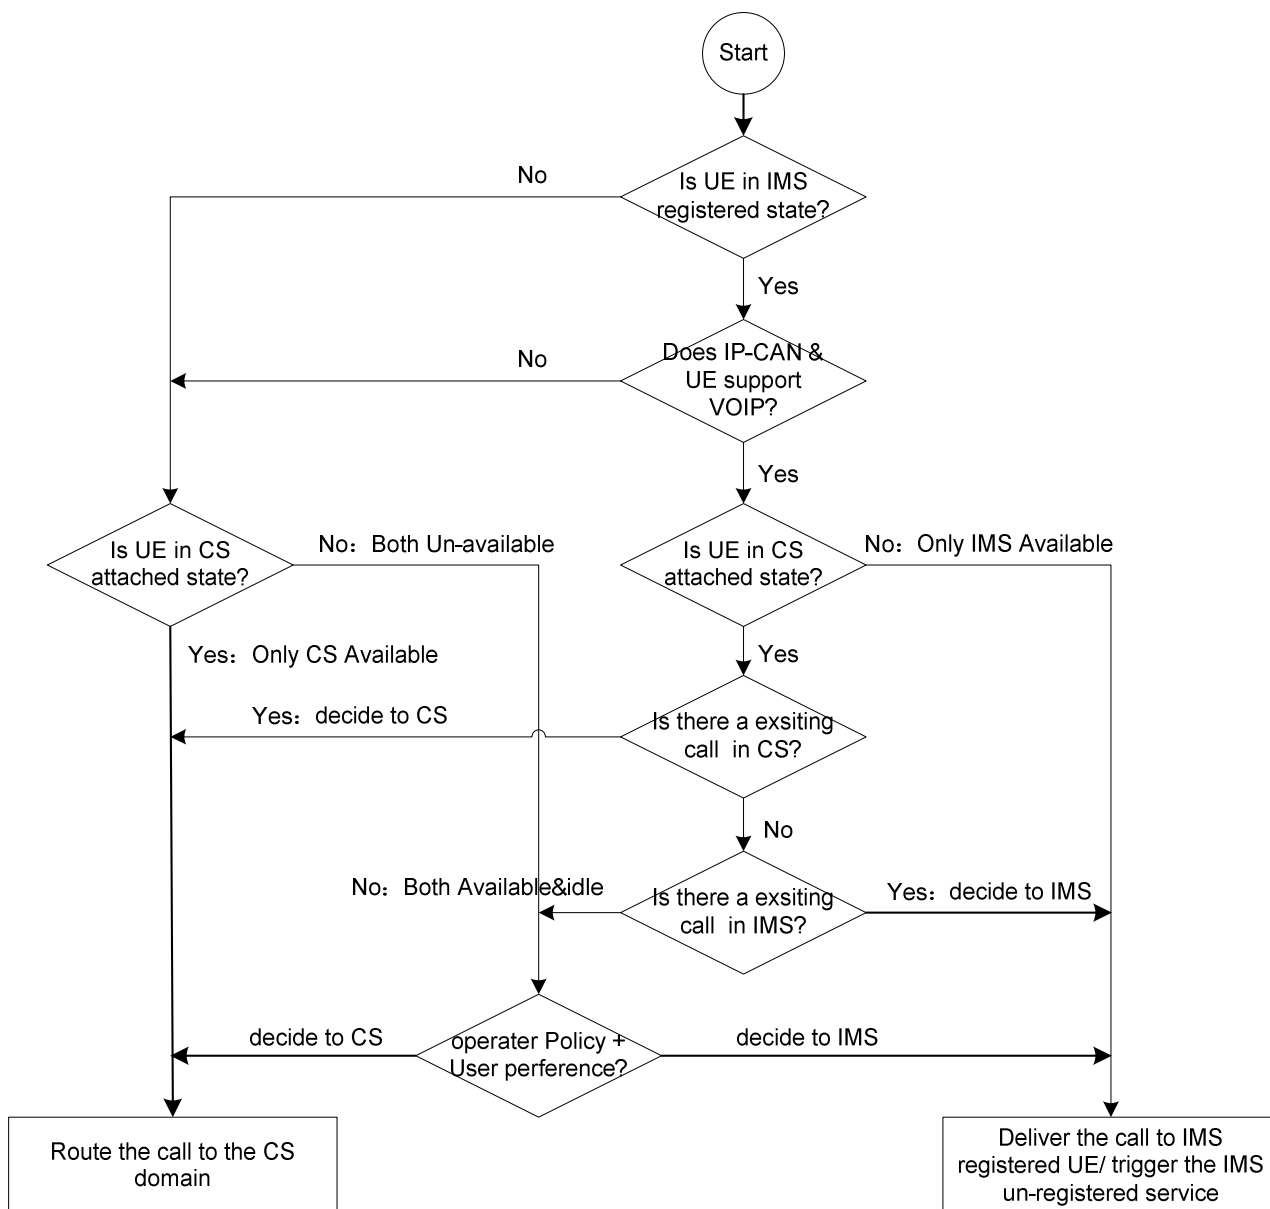 Start
No
Is UE in IMS
registered state?
Yes
No
Does IP-CAN &
UE support
VOIP?
Yes
Is UE in CS
attached state?
No：Both Un-available
Is UE in CS
attached state?
No：Only IMS Available
Yes：Only CS Available
Yes
Yes：decide to CS
Is there a exsiting
call in CS?
No
No：Both Available&idle
Is there a exsiting
call in IMS?
Yes：decide to IMS
decide to CS
operater Policy +
User perference?
decide to IMS
Route the call to the CS
domain
Deliver the call to IMS
registered UE/ trigger the IMS
un-registered service